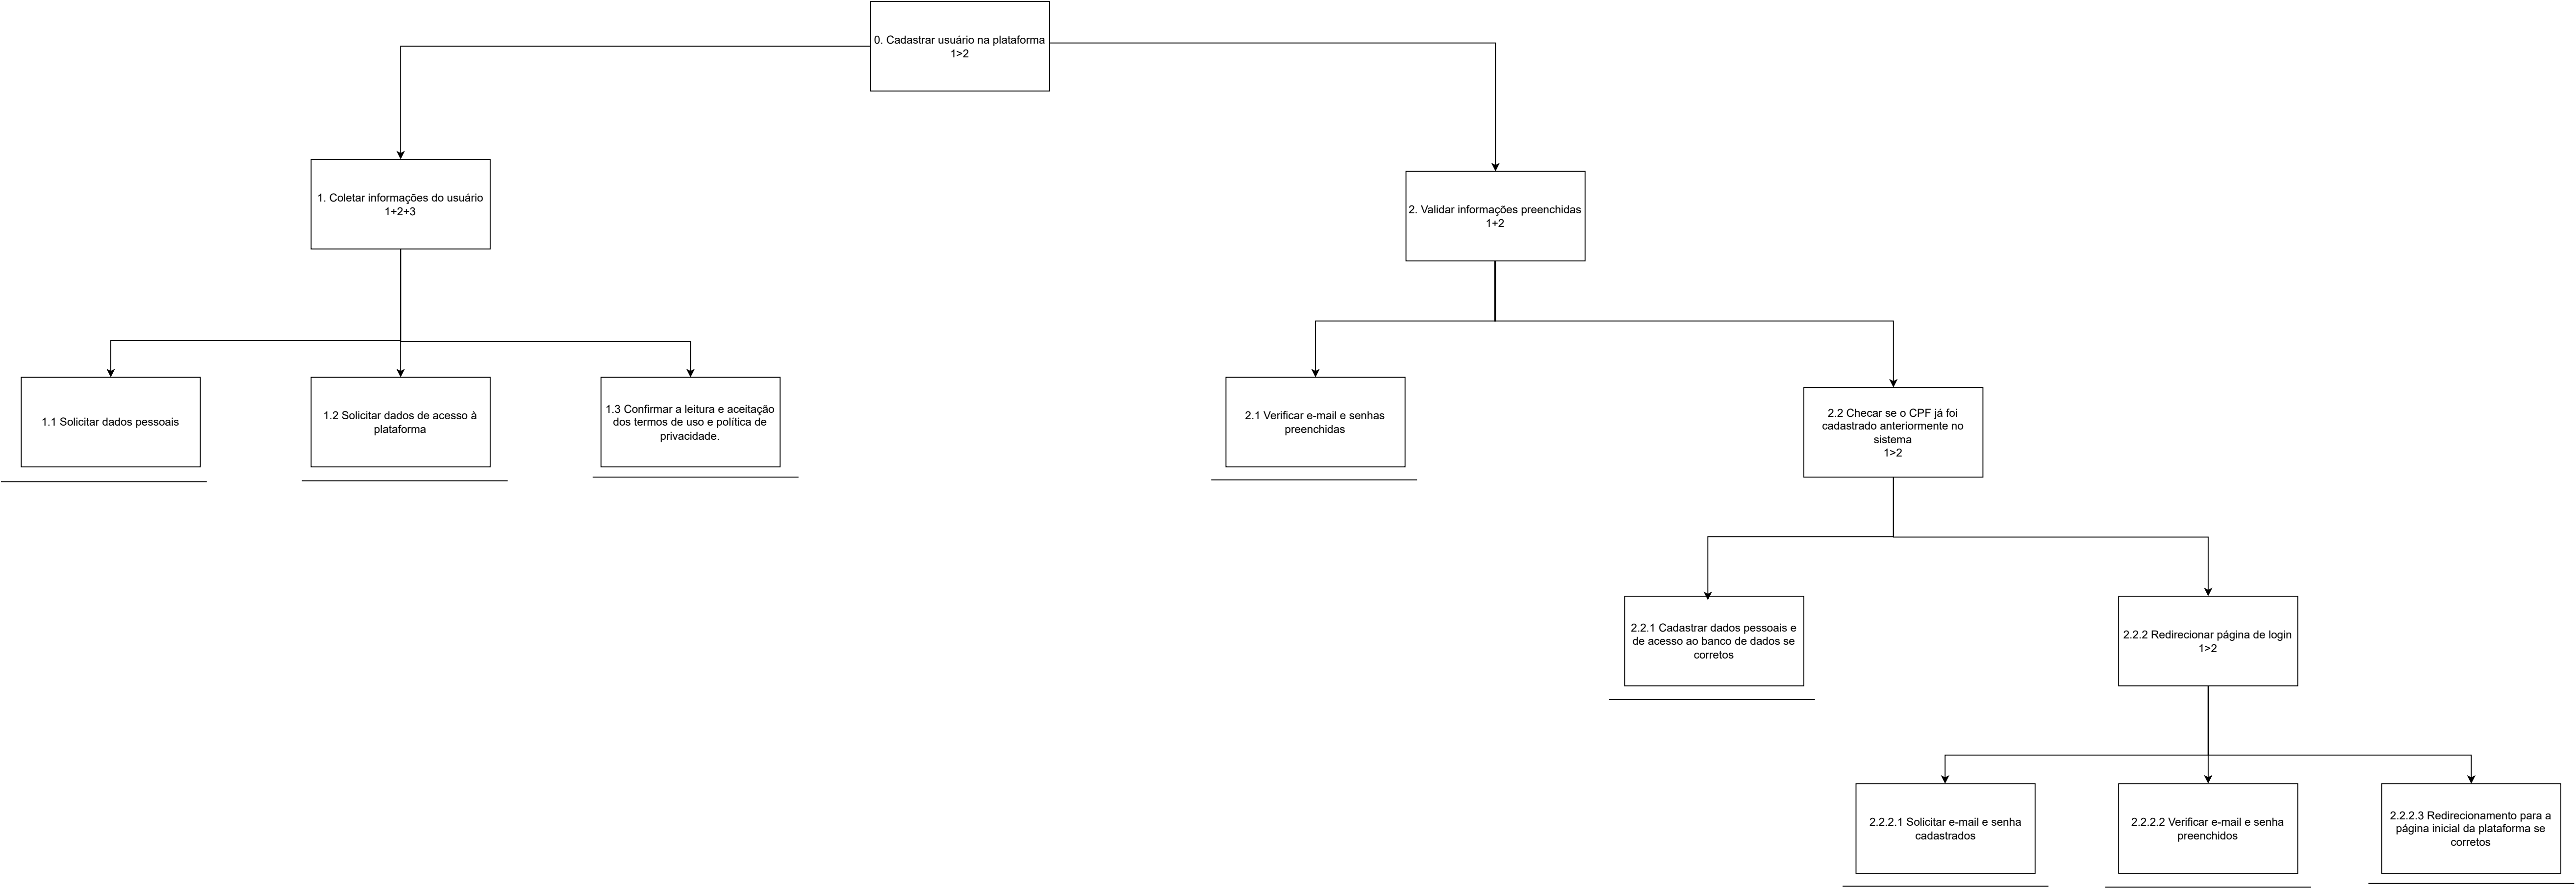 0. Cadastrar usuário na plataforma
1>2
1. Coletar informações do usuário
1+2+3
2. Validar informações preenchidas
1+2
1.1 Solicitar dados pessoais
1.2 Solicitar dados de acesso à
plataforma
1.3 Confirmar a leitura e aceitação
dos termos de uso e política de
privacidade.
2.1 Verificar e-mail e senhas
preenchidas
2.2 Checar se o CPF já foi
cadastrado anteriormente no
sistema
1>2
2.2.1 Cadastrar dados pessoais e
de acesso ao banco de dados se
corretos
2.2.2 Redirecionar página de login
1>2
2.2.2.1 Solicitar e-mail e senha
cadastrados
2.2.2.2 Verificar e-mail e senha
preenchidos
2.2.2.3 Redirecionamento para a
página inicial da plataforma se
corretos